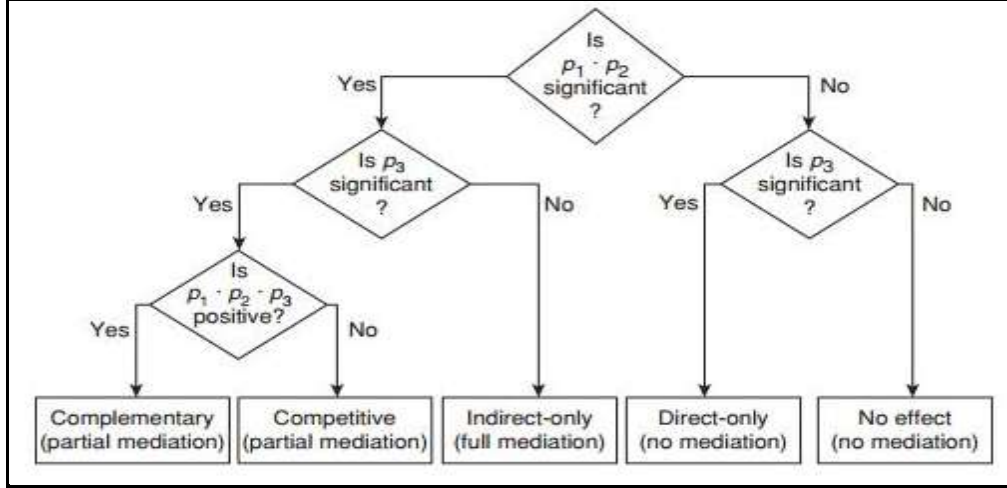 Is
p₁ · p₂
significant
?
Yes
No
Is p₃
significant
?
Yes
No
Is p₃
significant
?
Yes
No
Is
p₁ · p₂ · p₃
positive?
Yes
No
Complementary
(partial mediation)
Competitive
(partial mediation)
Indirect-only
(full mediation)
Direct-only
(no mediation)
No effect
(no mediation)